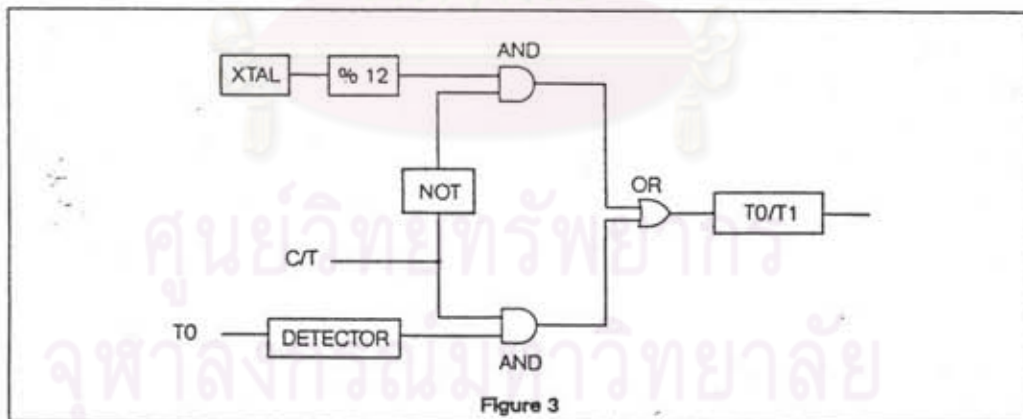 AND
XTAL
% 12
NOT
OR
T0/T1
C/T
T0
DETECTOR
AND
Figure 3
ศูนย์วิทยทรัพยากร
จุฬาลงกรณ์มหาวิทยาลัย